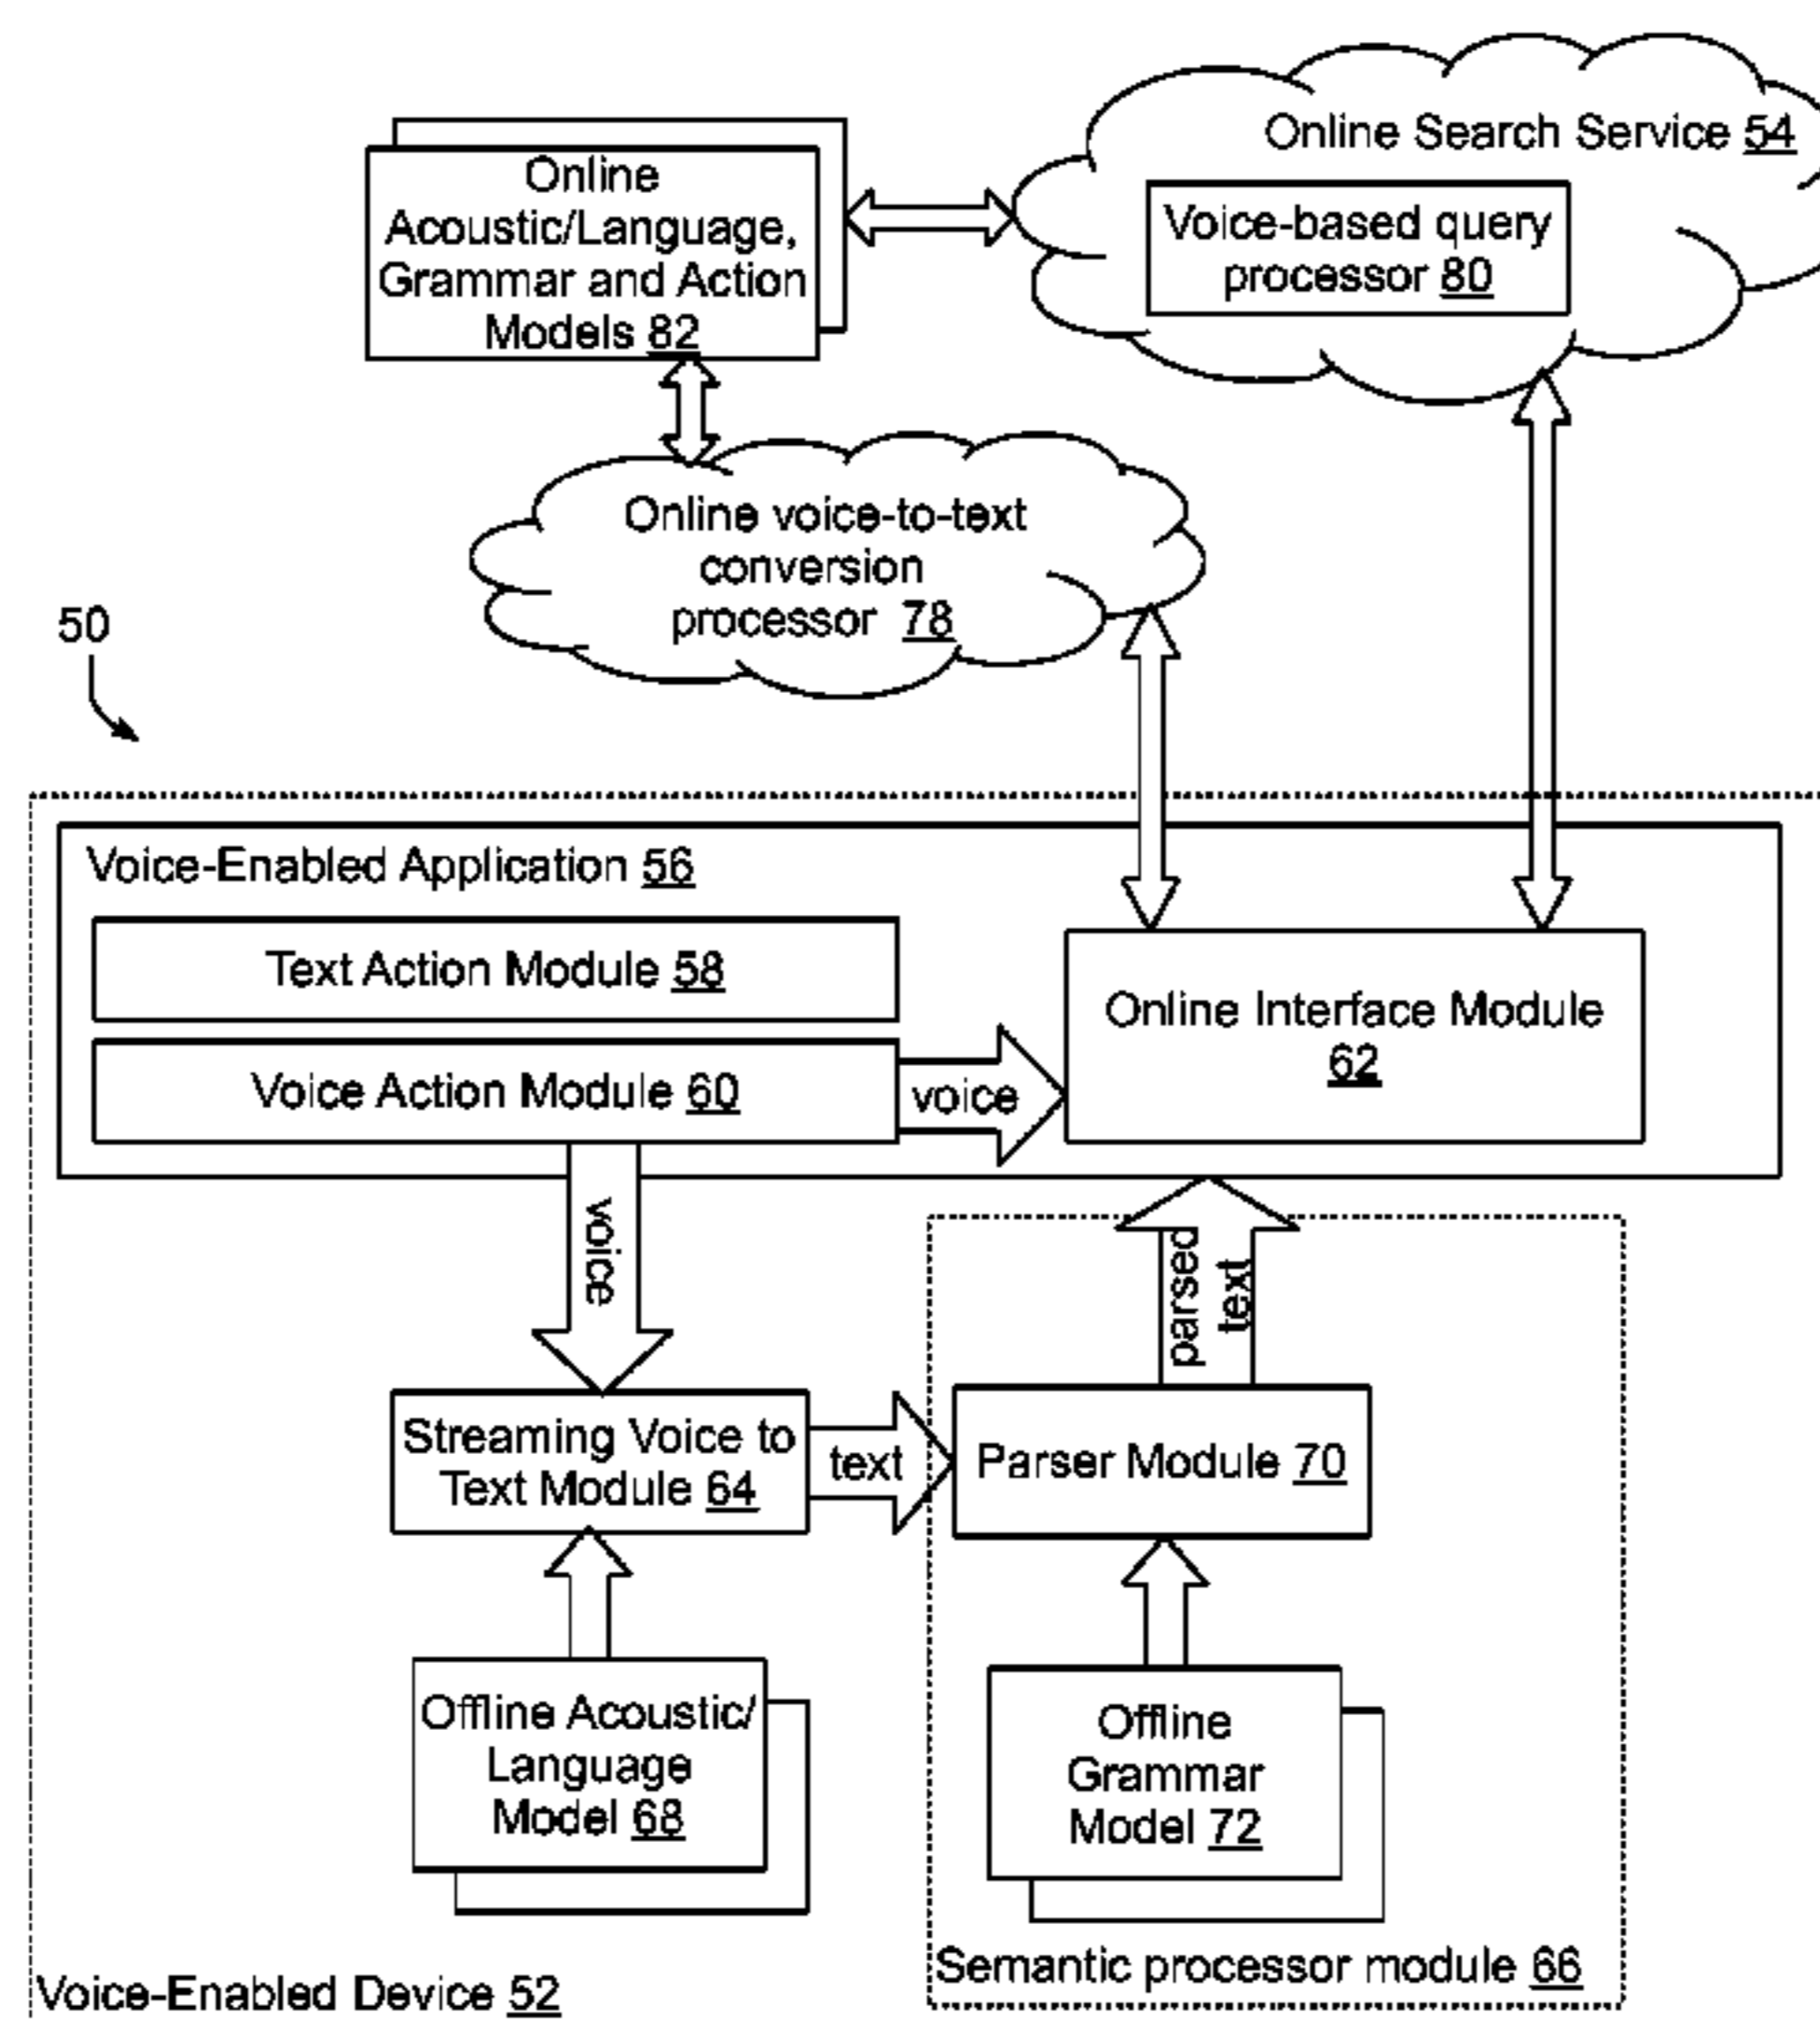 Online Search Service 54
Voice-based query
processor 80
Online
Acoustic/Language,
Grammar and Action
Models 82
Online voice-to-text
conversion
processor 78
50
Voice-Enabled Application 56
Text Action Module 58
Voice Action Module 60
voice
Online Interface Module
62
voice
parsed
text
Streaming Voice to
Text Module 64
text
Parser Module 70
Offline Acoustic/
Language
Model 68
Offline
Grammar
Model 72
Semantic processor module 66
Voice-Enabled Device 52